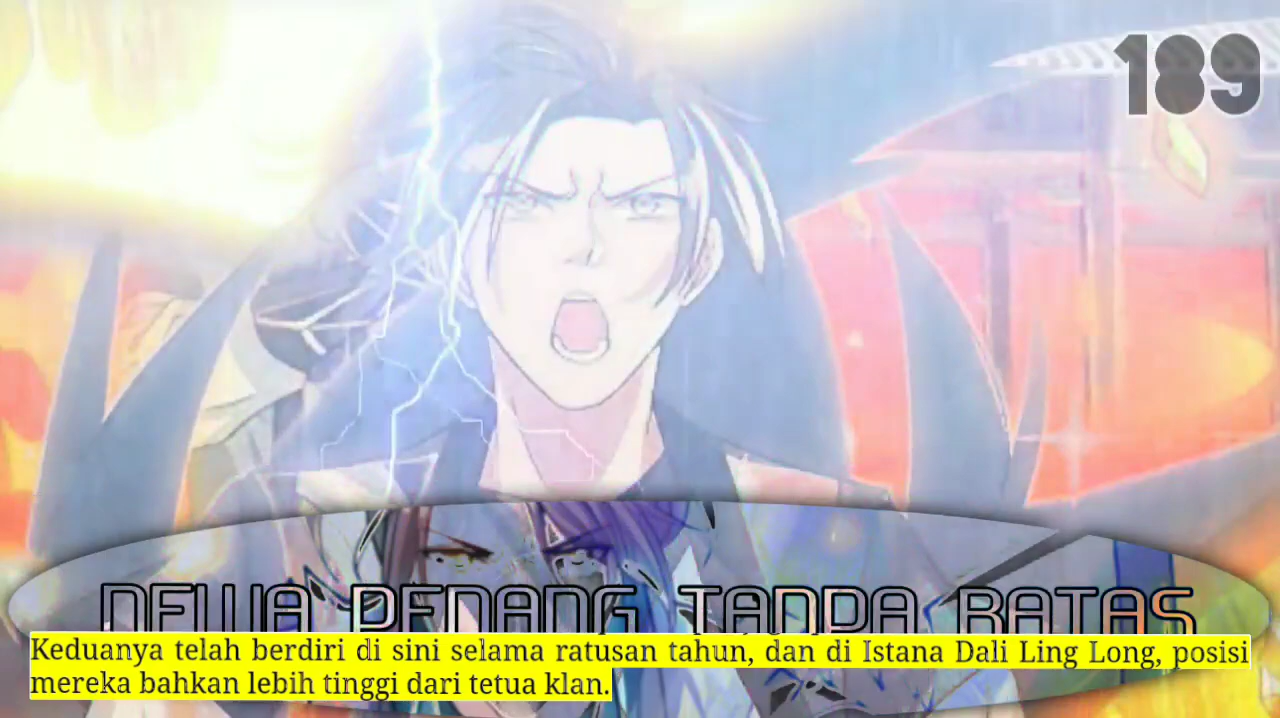 189
DEWA PEDANG TANPA BATAS
Keduanya telah berdiri di sini selama ratusan tahun, dan di Istana Dali Ling Long, posisi
mereka bahkan lebih tinggi dari tetua klan.